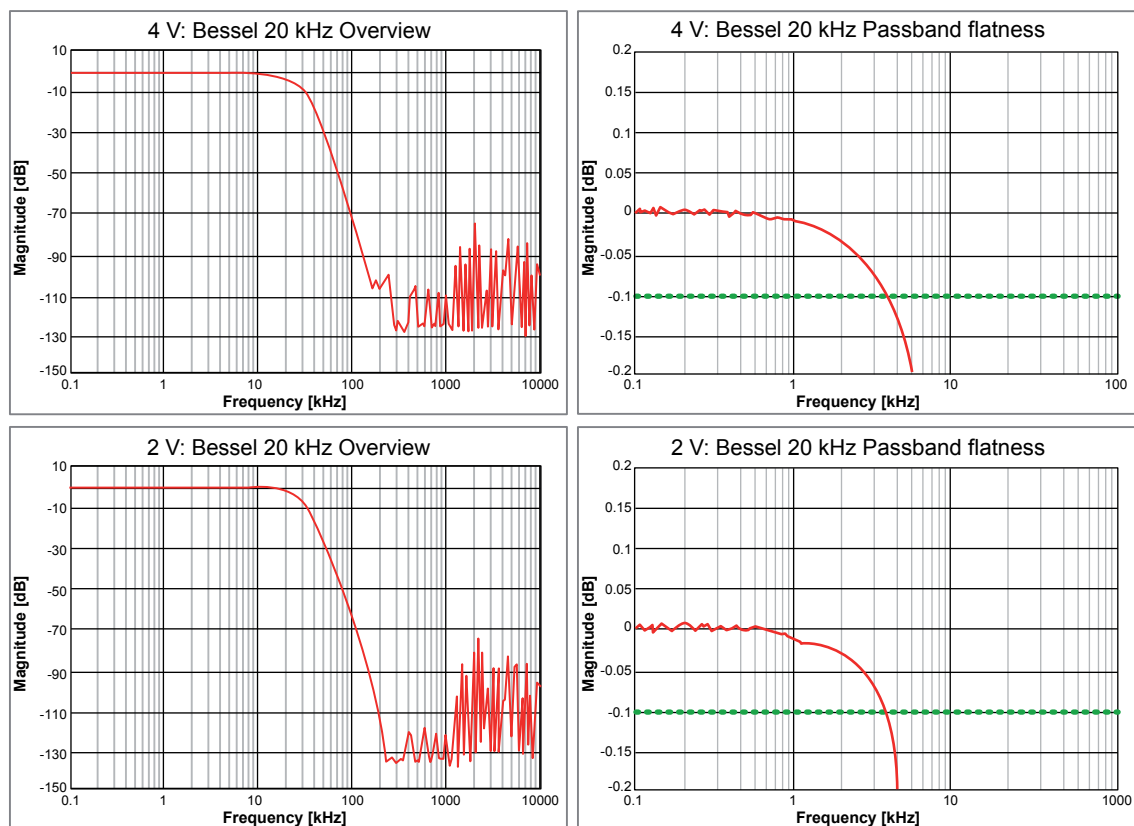 4 V: Bessel 20 kHz Overview
Magnitude [dB]
10
-10
-30
-50
-70
-90
-110
-130
-150
0.1 1 10 100 1000 10000
Frequency [kHz]
4 V: Bessel 20 kHz Passband flatness
Magnitude [dB]
0.2
0.15
0.1
0.05
0
-0.05
-0.1
-0.15
-0.2
0.1 1 10 100
Frequency [kHz]
2 V: Bessel 20 kHz Overview
Magnitude [dB]
10
-10
-30
-50
-70
-90
-110
-130
-150
0.1 1 10 100 1000 10000
Frequency [kHz]
2 V: Bessel 20 kHz Passband flatness
Magnitude [dB]
0.2
0.15
0.1
0.05
0
-0.05
-0.1
-0.15
-0.2
0.1 1 10 1000
Frequency [kHz]